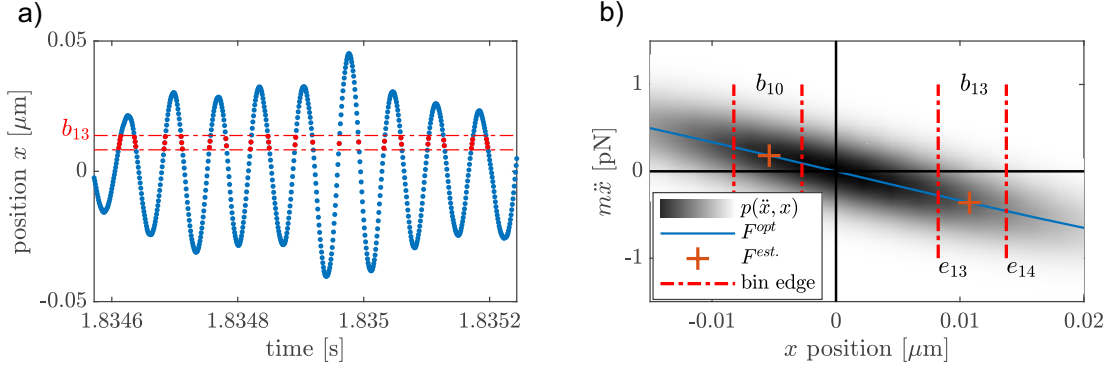 a)
0.05
b₁₃
0
-0.05
position x [μm]
1.8346
1.8348
1.835
1.8352
time [s]
b)
b₁₀
b₁₃
1
0
-1
mẍ [pN]
p(ẍ, x)
F^{opt}
F^{est.}
bin edge
e₁₃
e₁₄
-0.01
0
0.01
0.02
x position [μm]